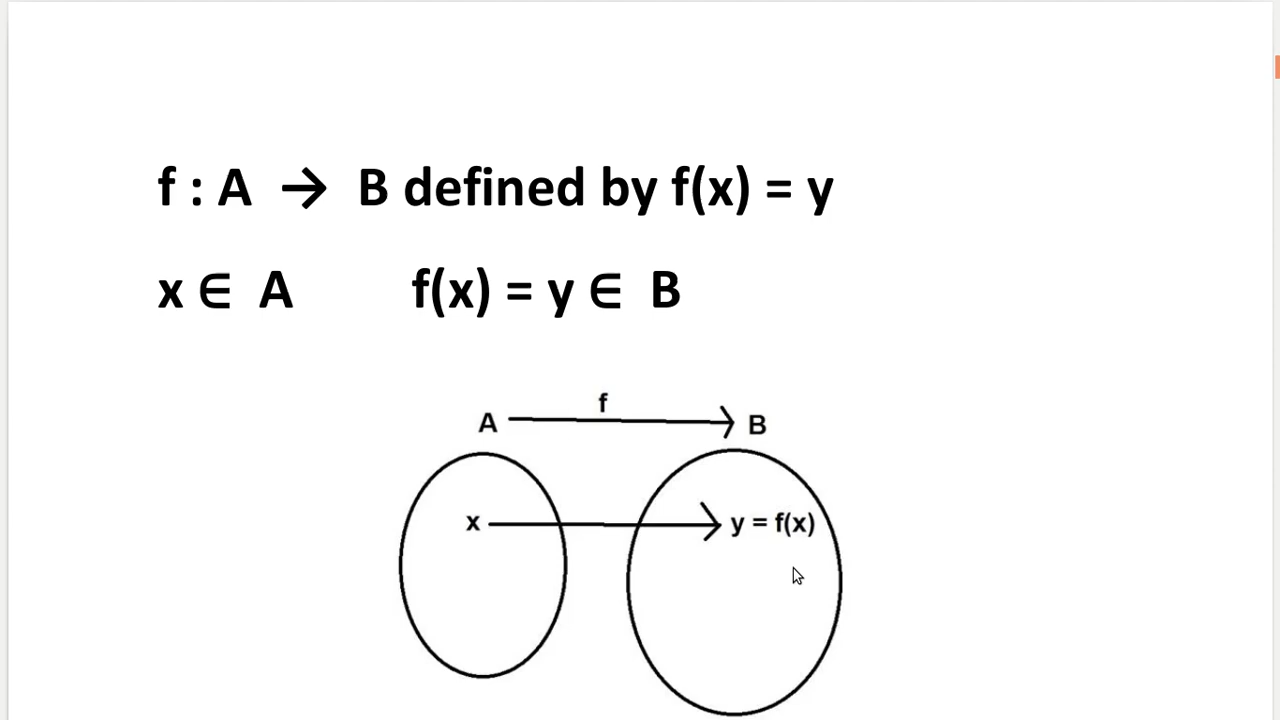 f : A → B defined by f(x) = y
x ∈ A f(x) = y ∈ B
f
A B
x y = f(x)